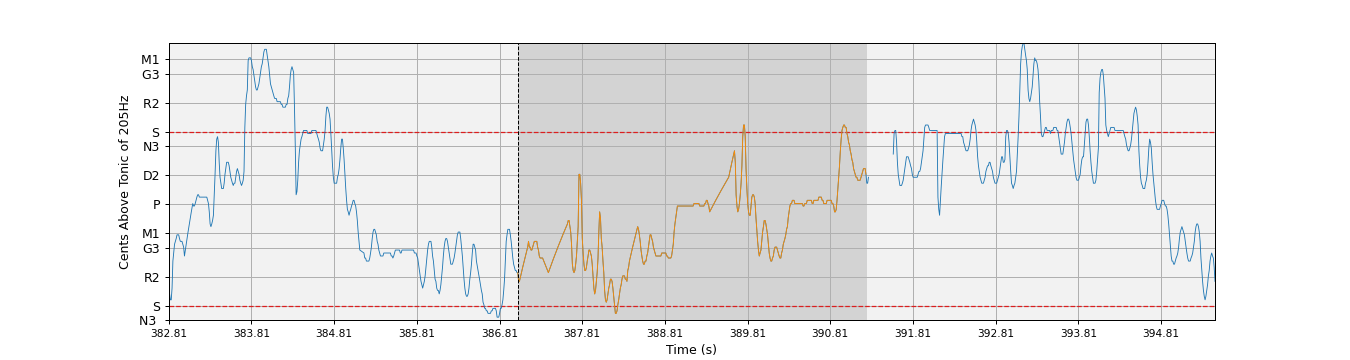 M1
G3
R2
S
N3
D2
P
M1
G3
R2
S
N3
Cents Above Tonic of 205Hz
382.81 383.81 384.81 385.81 386.81 387.81 388.81 389.81 390.81 391.81 392.81 393.81 394.81
Time (s)